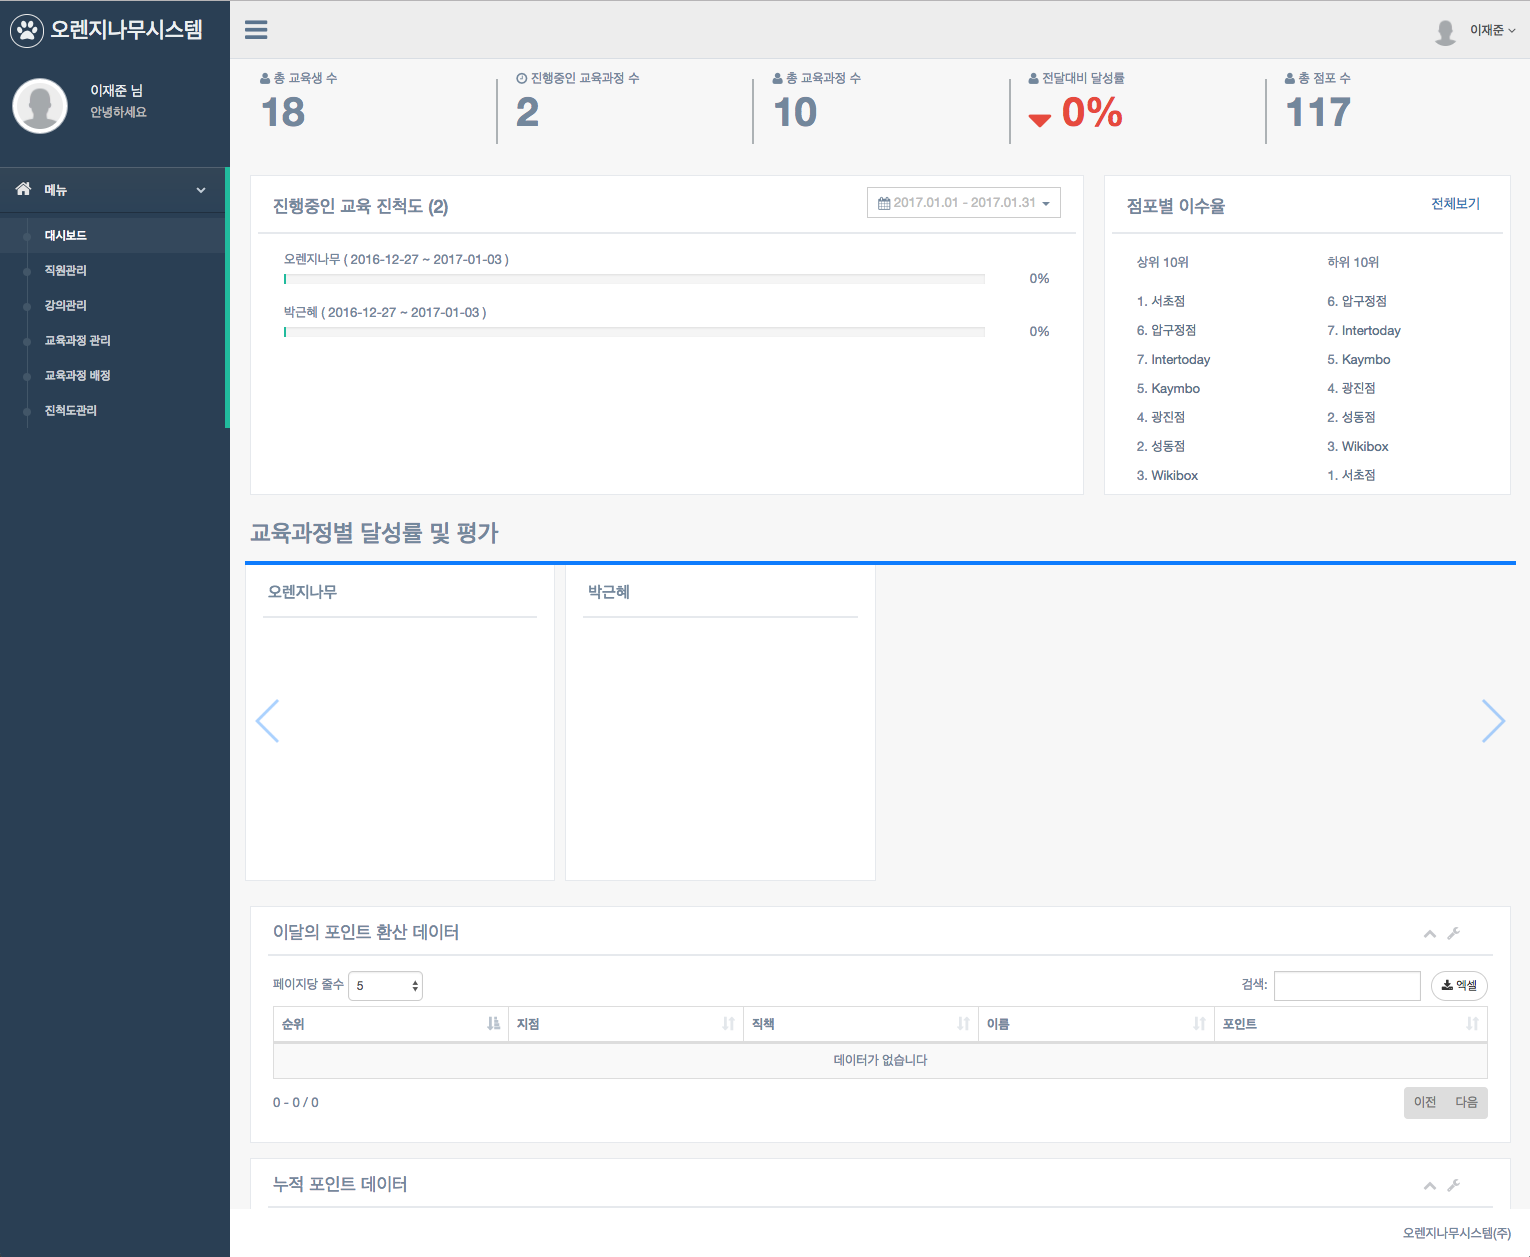 오렌지나무시스템
이재준
이재준 님
안녕하세요
메뉴
대시보드
직원관리
강의관리
교육과정 관리
교육과정 배정
진척도관리
총 교육생 수
18
진행중인 교육과정 수
2
총 교육과정 수
10
전달대비 달성률
0%
총 점포 수
117
진행중인 교육 진척도 (2)
2017.01.01 - 2017.01.31
오렌지나무 ( 2016-12-27 ~ 2017-01-03 )
0%
박근혜 ( 2016-12-27 ~ 2017-01-03 )
0%
점포별 이수율
전체보기
상위 10위
1. 서초점
6. 압구정점
7. Intertoday
5. Kaymbo
4. 광진점
2. 성동점
3. Wikibox
하위 10위
6. 압구정점
7. Intertoday
5. Kaymbo
4. 광진점
2. 성동점
3. Wikibox
1. 서초점
교육과정별 달성률 및 평가
오렌지나무
박근혜
이달의 포인트 환산 데이터
페이지당 줄수 5
검색: 엑셀
순위 지점 직책 이름 포인트
데이터가 없습니다
0 - 0 / 0
이전 다음
누적 포인트 데이터
오렌지나무시스템(주)